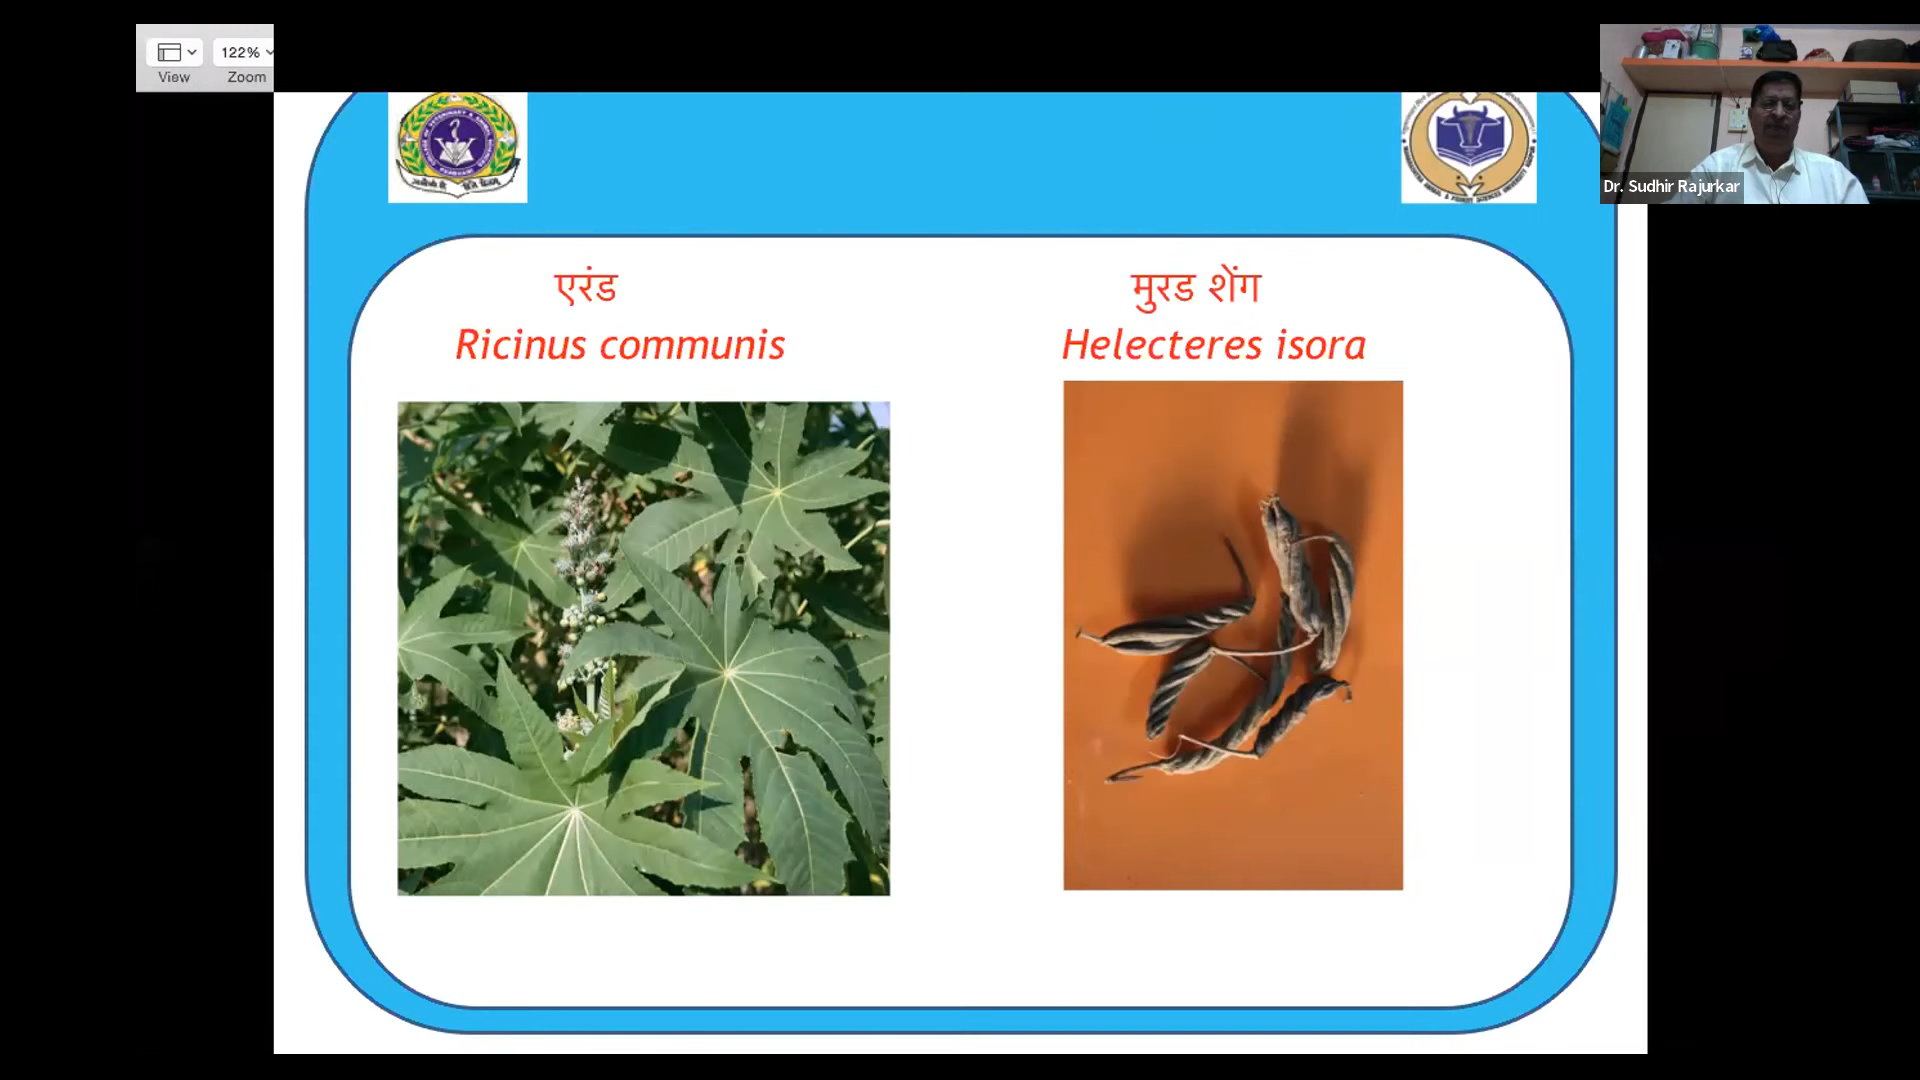 122%
View
Zoom
Dr. Sudhir Rajurkar
एरंड
मुरड शेंग
Ricinus communis
Helecteres isora